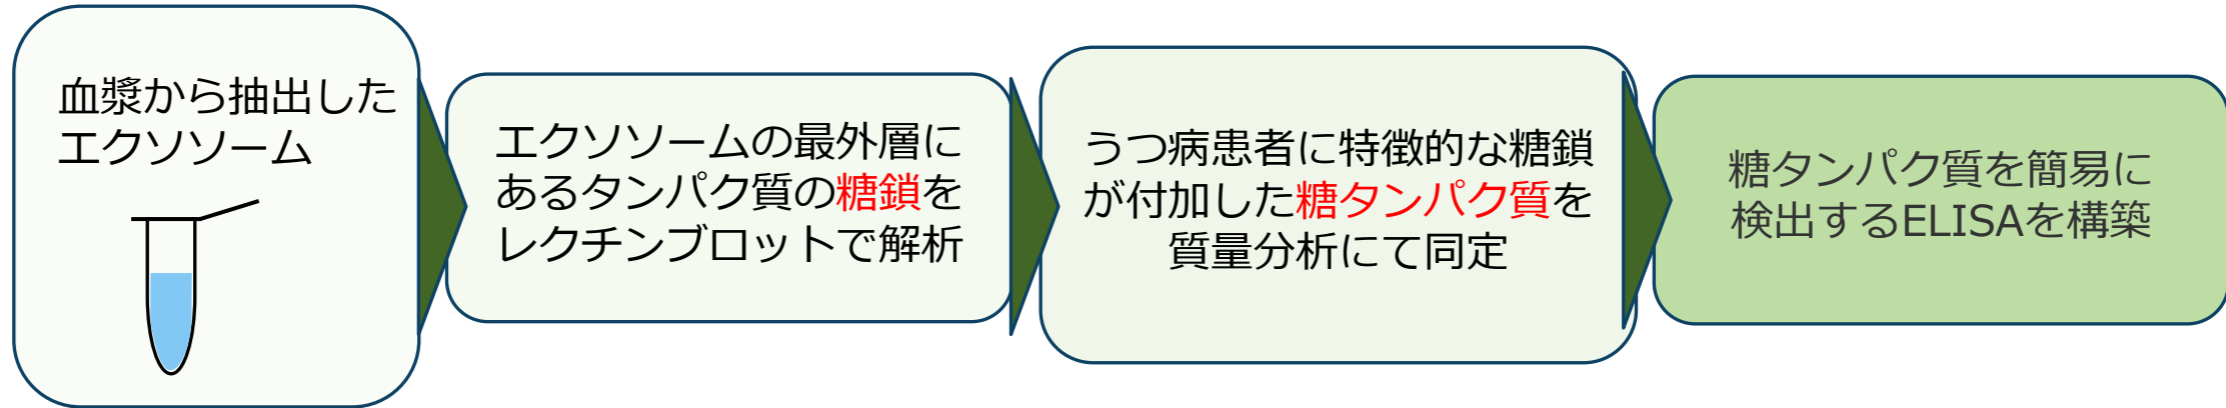 血漿から抽出した
エクソソーム
エクソソームの最外層に
あるタンパク質の糖鎖を
レクチンブロットで解析
うつ病患者に特徴的な糖鎖
が付加した糖タンパク質を
質量分析にて同定
糖タンパク質を簡易に
検出するELISAを構築